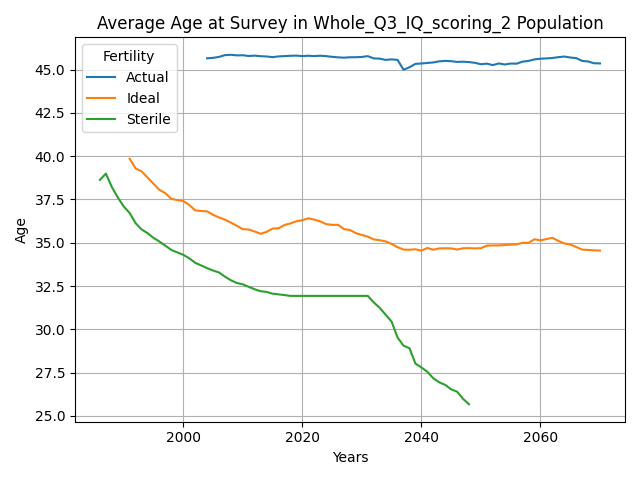 Average Age at Survey in Whole_Q3_IQ_scoring_2 Population
Fertility
Actual
Ideal
Sterile
45.0
42.5
40.0
37.5
35.0
32.5
30.0
27.5
25.0
Age
2000
2020
2040
2060
Years